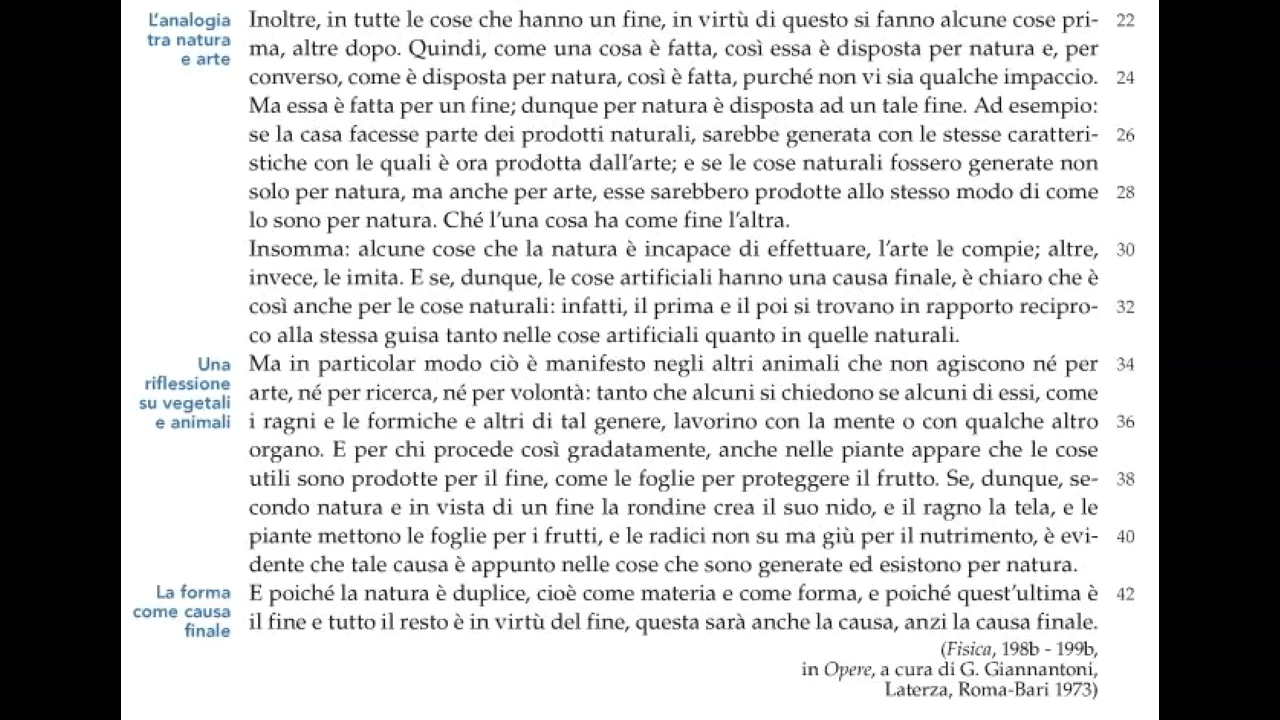 L'analogia
tra natura
e arte
Inoltre, in tutte le cose che hanno un fine, in virtù di questo si fanno alcune cose pri-
22
ma, altre dopo. Quindi, come una cosa è fatta, così essa è disposta per natura e, per
converso, come è disposta per natura, così è fatta, purché non vi sia qualche impaccio.
24
Ma essa è fatta per un fine; dunque per natura è disposta ad un tale fine. Ad esempio:
se la casa facesse parte dei prodotti naturali, sarebbe generata con le stesse caratteri-
26
stiche con le quali è ora prodotta dall'arte; e se le cose naturali fossero generate non
solo per natura, ma anche per arte, esse sarebbero prodotte allo stesso modo di come
28
lo sono per natura. Ché l'una cosa ha come fine l'altra.
Insomma: alcune cose che la natura è incapace di effettuare, l'arte le compie; altre,
30
invece, le imita. E se, dunque, le cose artificiali hanno una causa finale, è chiaro che è
così anche per le cose naturali: infatti, il prima e il poi si trovano in rapporto recipro-
32
co alla stessa guisa tanto nelle cose artificiali quanto in quelle naturali.
Una
riflessione
su vegetali
e animali
Ma in particolar modo ciò è manifesto negli altri animali che non agiscono né per
34
arte, né per ricerca, né per volontà: tanto che alcuni si chiedono se alcuni di essi, come
i ragni e le formiche e altri di tal genere, lavorino con la mente o con qualche altro
36
organo. E per chi procede così gradatamente, anche nelle piante appare che le cose
utili sono prodotte per il fine, come le foglie per proteggere il frutto. Se, dunque, se-
38
condo natura e in vista di un fine la rondine crea il suo nido, e il ragno la tela, e le
piante mettono le foglie per i frutti, e le radici non su ma giù per il nutrimento, è evi-
40
dente che tale causa è appunto nelle cose che sono generate ed esistono per natura.
La forma
come causa
finale
E poiché la natura è duplice, cioè come materia e come forma, e poiché quest'ultima è
42
il fine e tutto il resto è in virtù del fine, questa sarà anche la causa, anzi la causa finale.
(Fisica, 198b - 199b,
in Opere, a cura di G. Giannantoni,
Laterza, Roma-Bari 1973)